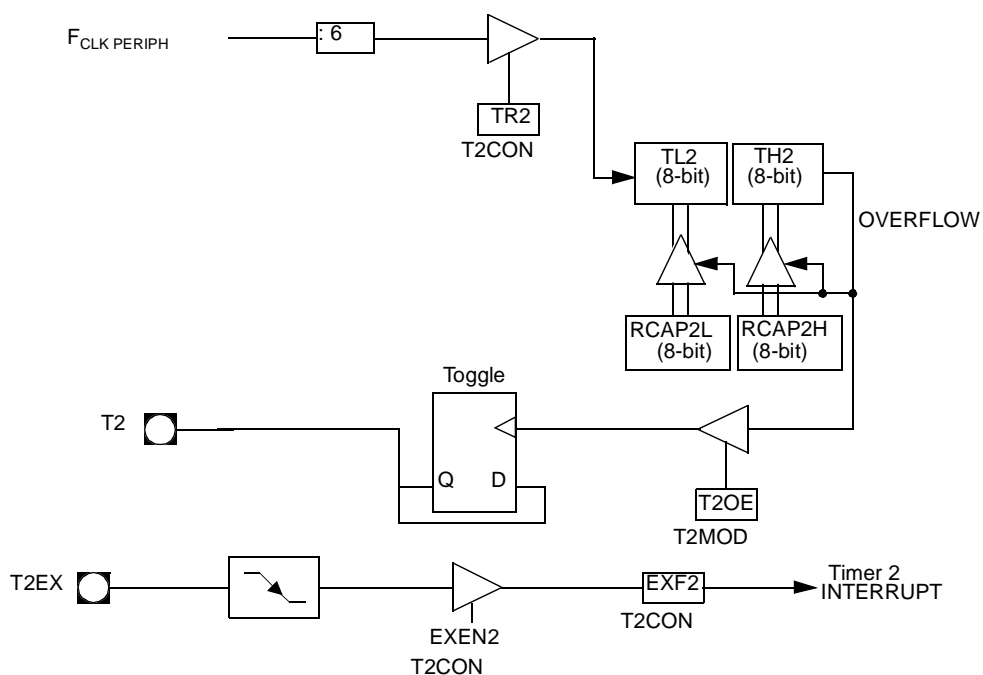 F CLK PERIPH
: 6
TR2
T2CON
TL2
(8-bit)
TH2
(8-bit)
OVERFLOW
RCAP2L
(8-bit)
RCAP2H
(8-bit)
Toggle
T2
Q D
T2OE
T2MOD
T2EX
EXEN2
T2CON
EXF2
T2CON
Timer 2
INTERRUPT